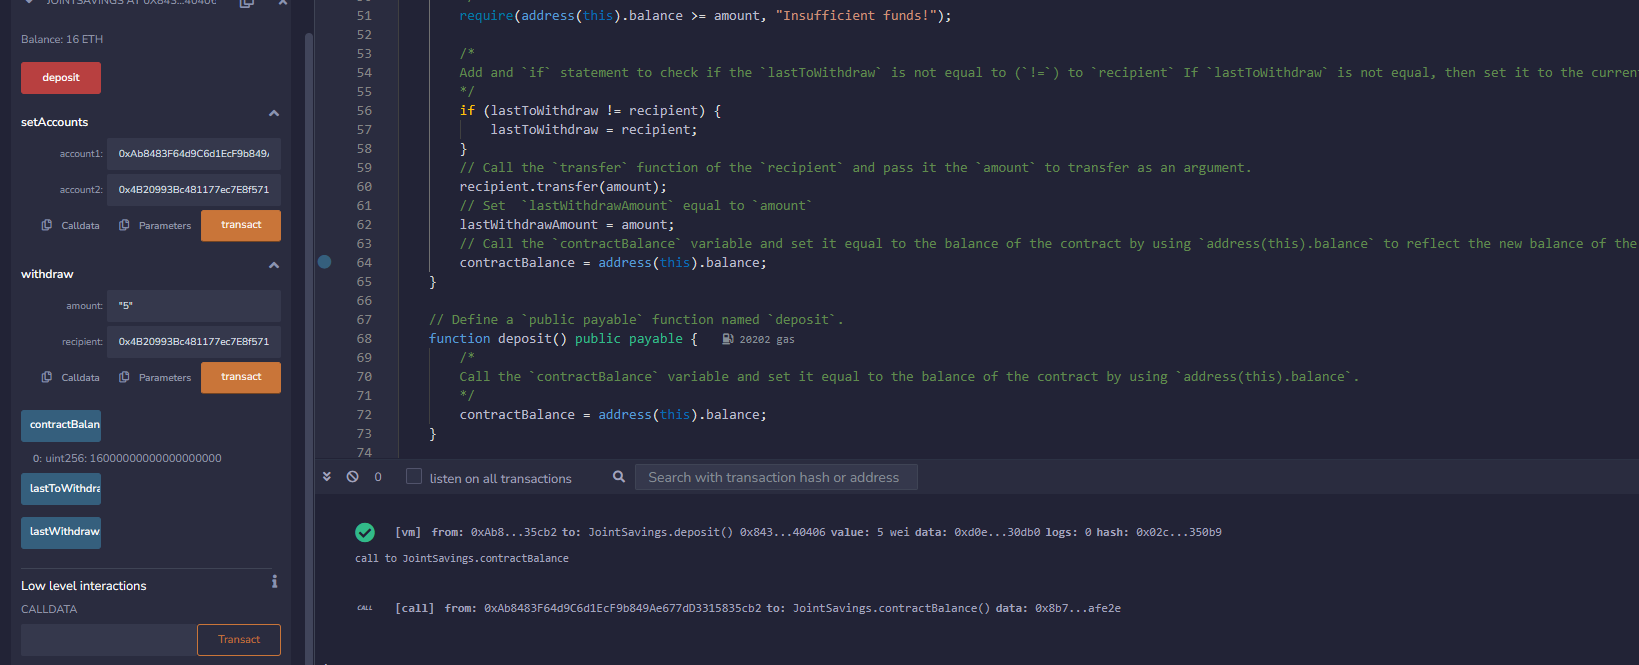 JOINTSAVINGS AT 0X843...40406
Balance: 16 ETH
deposit
setAccounts
account1: 0xAb8483F64d9C6d1EcF9b849A
account2: 0x4B20993Bc481177ec7E8f571
Calldata Parameters transact
withdraw
amount: "5"
recipient: 0x4B20993Bc481177ec7E8f571
Calldata Parameters transact
contractBalan
0: uint256: 16000000000000000000
lastToWithdra
lastWithdraw
Low level interactions
CALLDATA
Transact
51 require(address(this).balance >= amount, "Insufficient funds!");
52
53 /*
54 Add and `if` statement to check if the `lastToWithdraw` is not equal to (`!=`) to `recipient` If `lastToWithdraw` is not equal, then set it to the curren
55 */
56 if (lastToWithdraw != recipient) {
57 lastToWithdraw = recipient;
58 }
59 // Call the `transfer` function of the `recipient` and pass it the `amount` to transfer as an argument.
60 recipient.transfer(amount);
61 // Set  `lastWithdrawAmount` equal to `amount`
62 lastWithdrawAmount = amount;
63 // Call the `contractBalance` variable and set it equal to the balance of the contract by using `address(this).balance` to reflect the new balance of the
64 contractBalance = address(this).balance;
65 }
66
67 // Define a `public payable` function named `deposit`.
68 function deposit() public payable { 20202 gas
69 /*
70 Call the `contractBalance` variable and set it equal to the balance of the contract by using `address(this).balance`.
71 */
72 contractBalance = address(this).balance;
73 }
74
0 listen on all transactions Search with transaction hash or address
[vm] from: 0xAb8...35cb2 to: JointSavings.deposit() 0x843...40406 value: 5 wei data: 0xd0e...30db0 logs: 0 hash: 0x02c...350b9
call to JointSavings.contractBalance
CALL [call] from: 0xAb8483F64d9C6d1EcF9b849Ae677dD3315835cb2 to: JointSavings.contractBalance() data: 0x8b7...afe2e